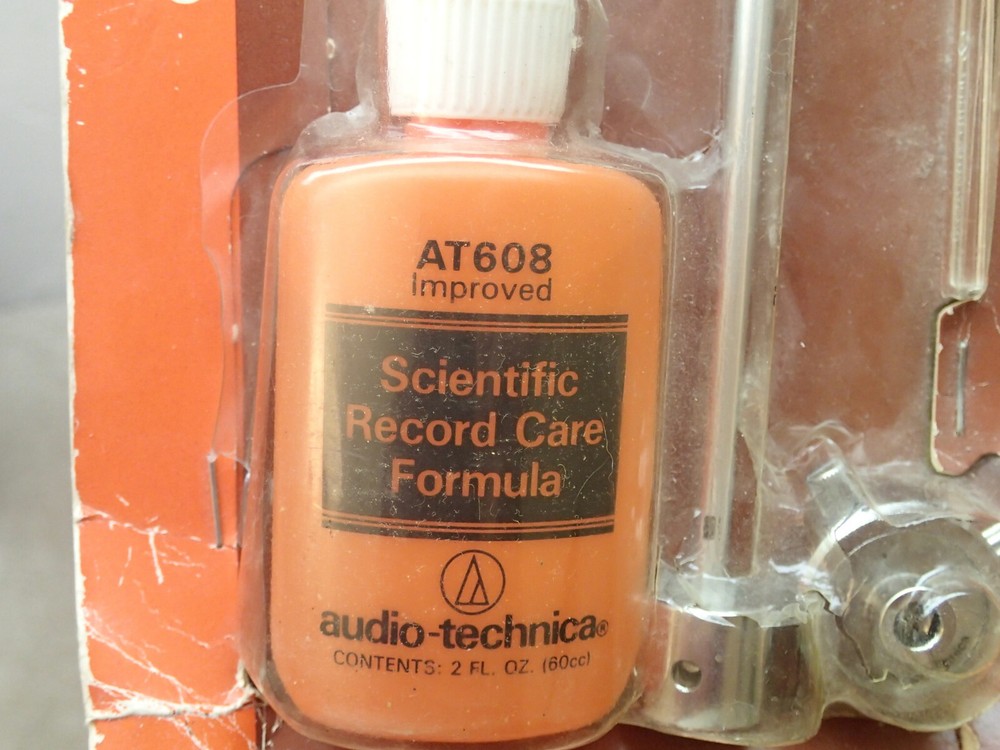 AT608
Improved
Scientific
Record Care
Formula
audio-technica®
CONTENTS: 2 FL. OZ. (60cc)